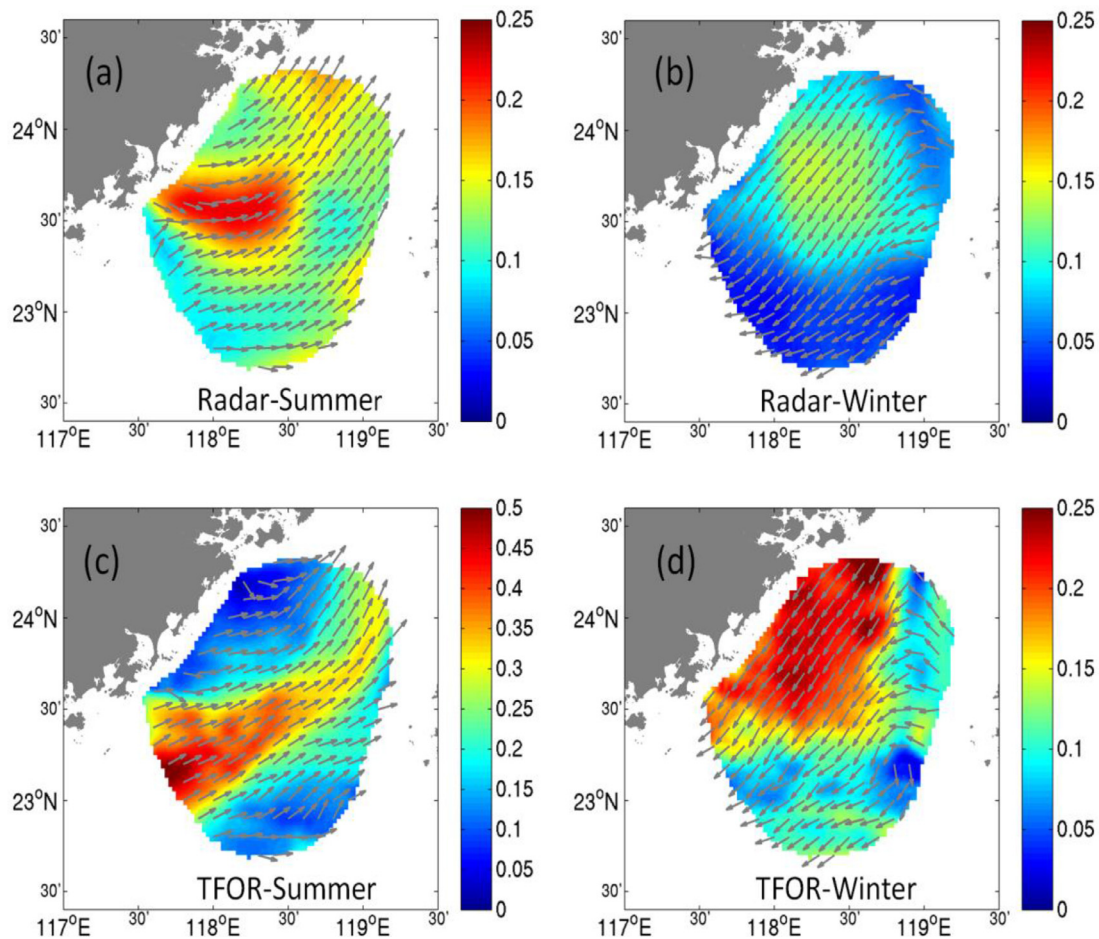 (a)
30'
24°N
30'
23°N
30'
117°E 30' 118°E 30' 119°E 30'
Radar-Summer
0.25
0.2
0.15
0.1
0.05
0
(b)
30'
24°N
30'
23°N
30'
117°E 30' 118°E 30' 119°E 30'
Radar-Winter
0.25
0.2
0.15
0.1
0.05
0
(c)
30'
24°N
30'
23°N
30'
117°E 30' 118°E 30' 119°E 30'
TFOR-Summer
0.5
0.45
0.4
0.35
0.3
0.25
0.2
0.15
0.1
0.05
0
(d)
30'
24°N
30'
23°N
30'
117°E 30' 118°E 30' 119°E 30'
TFOR-Winter
0.25
0.2
0.15
0.1
0.05
0